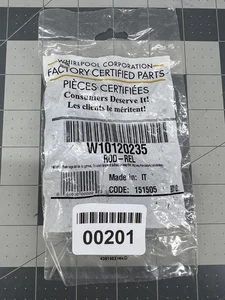 WHIRLPOOL CORPORATION
FACTORY CERTIFIED PARTS
PIÈCES CERTIFIÉES
Consumers Deserve It!
Les clients le méritent!
W10120235
ROD-REL
Made In: IT
CODE: 151505
00201